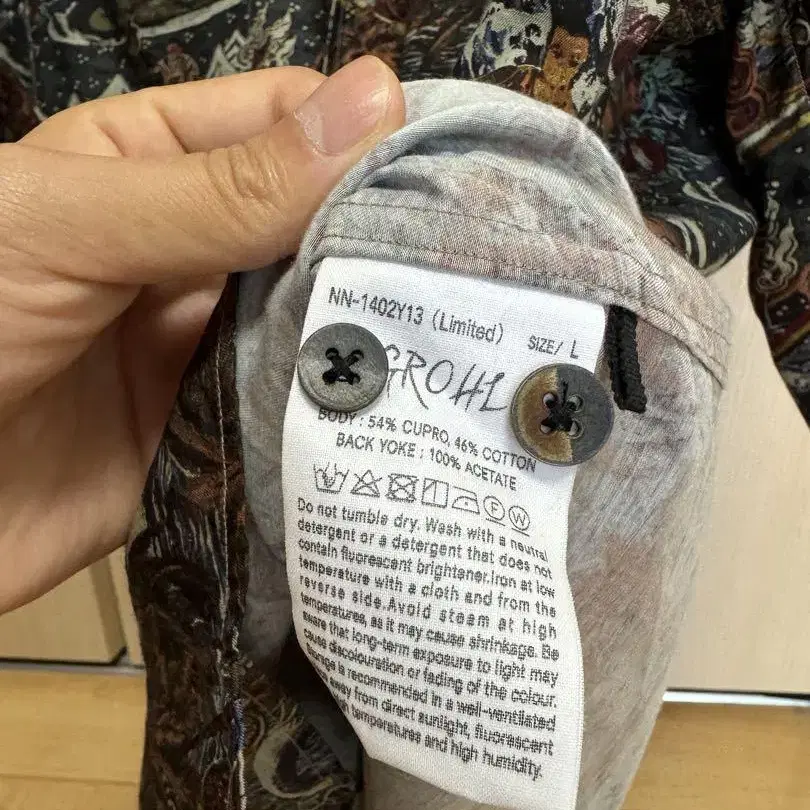 NN-1402Y13 (Limited)
SIZE/ L
GROHL
BODY : 54% CUPRO, 46% COTTON
BACK YOKE : 100% ACETATE
F W
Do not tumble dry. Wash with a neutral
detergent or a detergent that does not
contain fluorescent brightener.Iron at low
temperature with a cloth and from the
reverse side.Avoid steam at high
temperatures, as it may cause shrinkage. Be
aware that long-term exposure to light may
cause discolouration or fading of the colour.
Storage is recommended in a well-ventilated
away from direct sunlight, fluorescent
temperatures and high humidity.